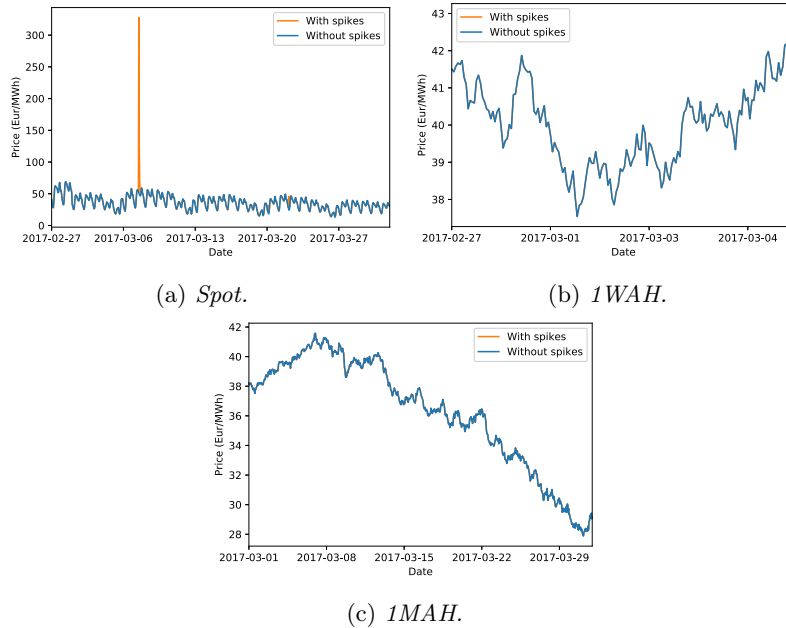 With spikes
Without spikes
Price (Eur/MWh)
300
250
200
150
100
50
0
2017-02-27
2017-03-06
2017-03-13
2017-03-20
2017-03-27
Date
(a) Spot.
With spikes
Without spikes
Price (Eur/MWh)
43
42
41
40
39
38
2017-02-27
2017-03-01
2017-03-03
2017-03-04
Date
(b) 1WAH.
With spikes
Without spikes
Price (Eur/MWh)
42
40
38
36
34
32
30
28
2017-03-01
2017-03-08
2017-03-15
2017-03-22
2017-03-29
Date
(c) 1MAH.